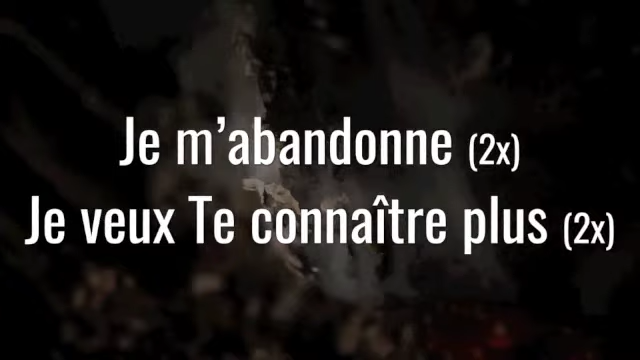 Je m’abandonne (2x)
Je veux Te connaître plus (2x)